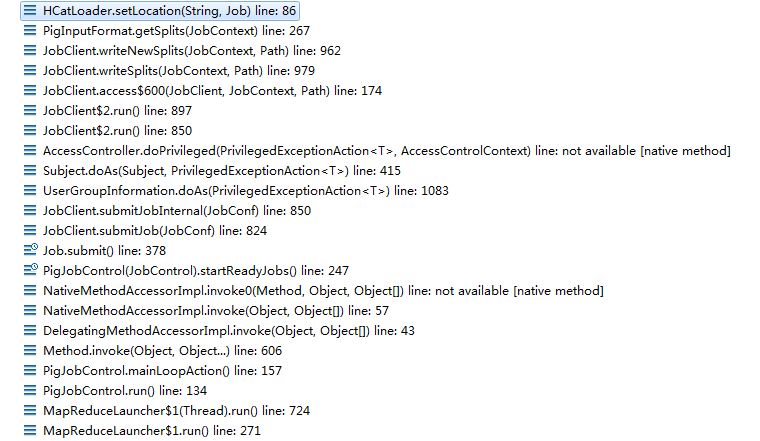 HCatLoader.setLocation(String, Job) line: 86
PigInputFormat.getSplits(JobContext) line: 267
JobClient.writeNewSplits(JobContext, Path) line: 962
JobClient.writeSplits(JobContext, Path) line: 979
JobClient.access$600(JobClient, JobContext, Path) line: 174
JobClient$2.run() line: 897
JobClient$2.run() line: 850
AccessController.doPrivileged(PrivilegedExceptionAction<T>, AccessControlContext) line: not available [native method]
Subject.doAs(Subject, PrivilegedExceptionAction<T>) line: 415
UserGroupInformation.doAs(PrivilegedExceptionAction<T>) line: 1083
JobClient.submitJobInternal(JobConf) line: 850
JobClient.submitJob(JobConf) line: 824
Job.submit() line: 378
PigJobControl(JobControl).startReadyJobs() line: 247
NativeMethodAccessorImpl.invoke0(Method, Object, Object[]) line: not available [native method]
NativeMethodAccessorImpl.invoke(Object, Object[]) line: 57
DelegatingMethodAccessorImpl.invoke(Object, Object[]) line: 43
Method.invoke(Object, Object...) line: 606
PigJobControl.mainLoopAction() line: 157
PigJobControl.run() line: 134
MapReduceLauncher$1(Thread).run() line: 724
MapReduceLauncher$1.run() line: 271